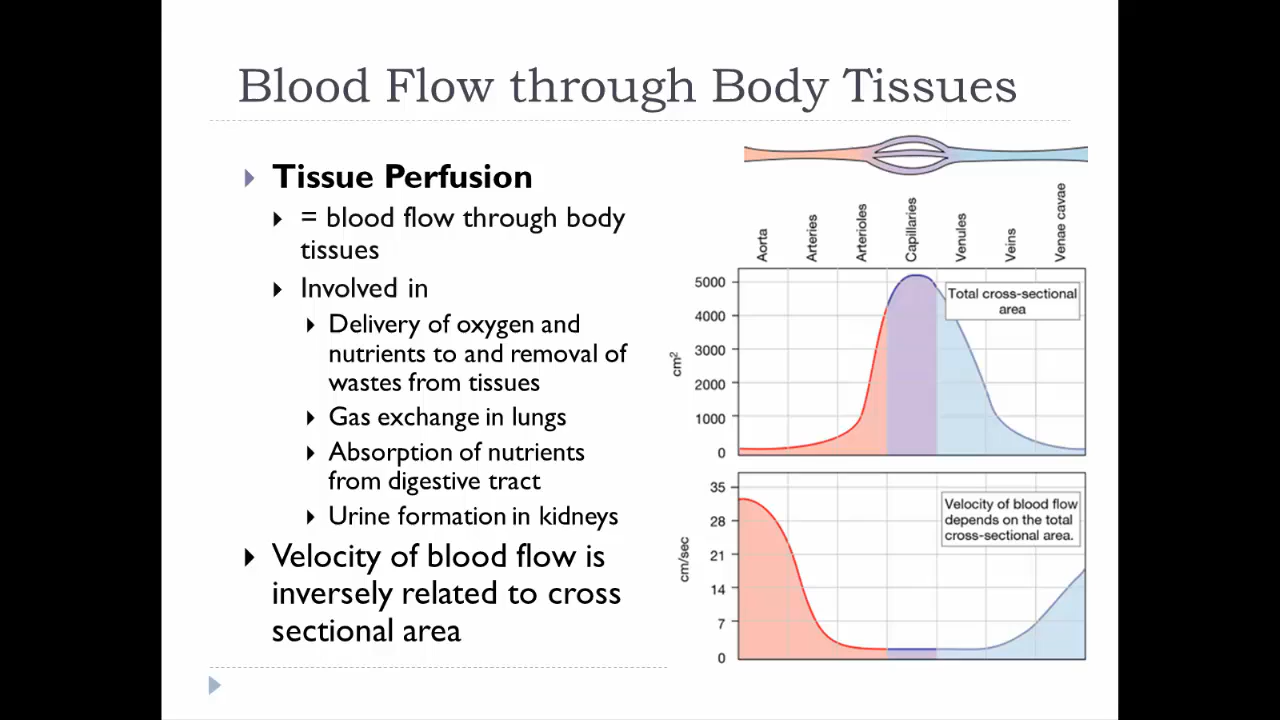 Blood Flow through Body Tissues
Tissue Perfusion
= blood flow through body
tissues
Involved in
Delivery of oxygen and
nutrients to and removal of
wastes from tissues
Gas exchange in lungs
Absorption of nutrients
from digestive tract
Urine formation in kidneys
Velocity of blood flow is
inversely related to cross
sectional area
Aorta
Arteries
Arterioles
Capillaries
Venules
Veins
Venae cavae
5000
4000
3000
2000
1000
0
cm²
Total cross-sectional
area
35
28
21
14
7
0
cm/sec
Velocity of blood flow
depends on the total
cross-sectional area.